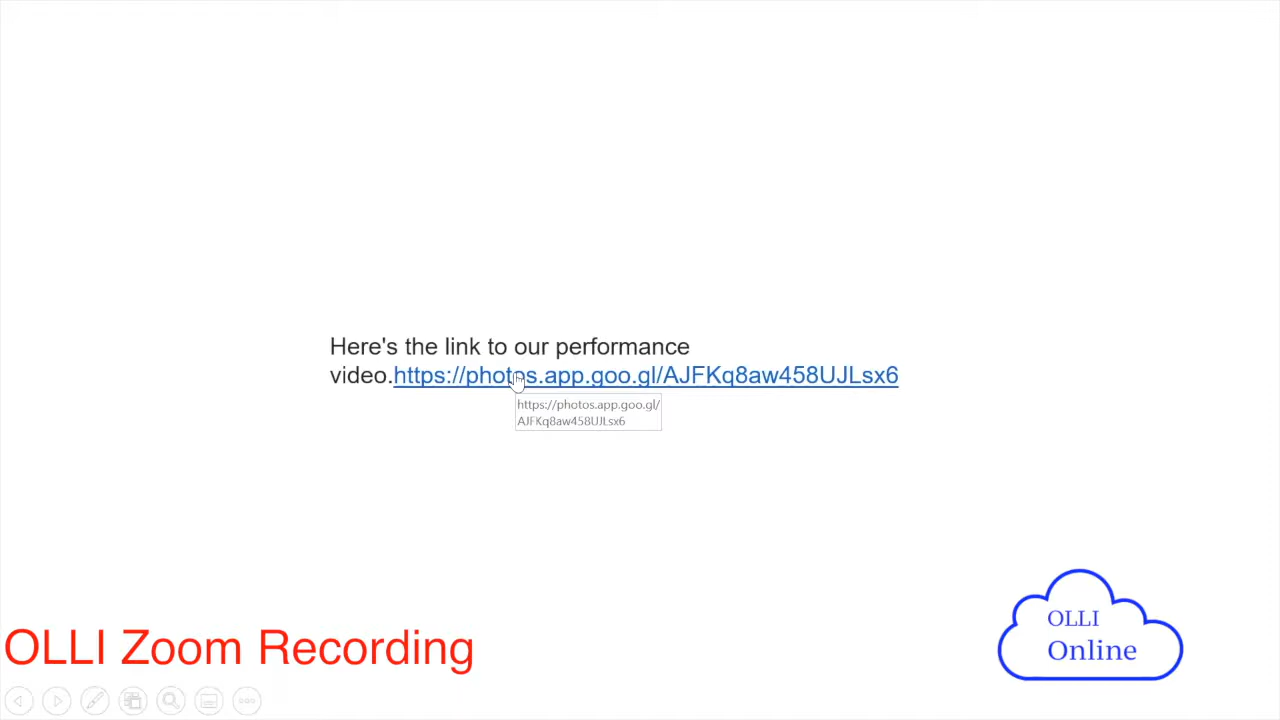 Here's the link to our performance
video.https://photos.app.goo.gl/AJFKq8aw458UJLsx6
https://photos.app.goo.gl/
AJFKq8aw458UJLsx6
OLLI
Online
OLLI Zoom Recording